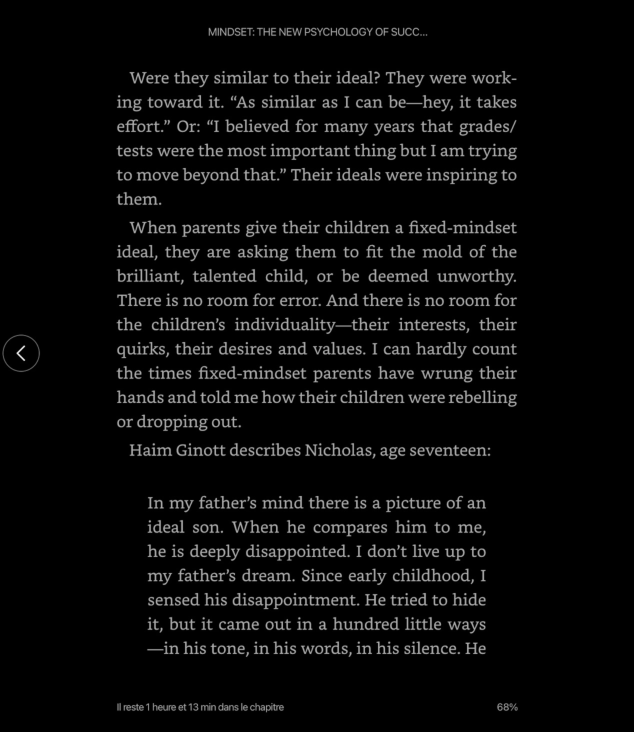 MINDSET: THE NEW PSYCHOLOGY OF SUCC...
Were they similar to their ideal? They were work-
ing toward it. “As similar as I can be—hey, it takes
effort.” Or: “I believed for many years that grades/
tests were the most important thing but I am trying
to move beyond that.” Their ideals were inspiring to
them.
When parents give their children a fixed-mindset
ideal, they are asking them to fit the mold of the
brilliant, talented child, or be deemed unworthy.
There is no room for error. And there is no room for
the children’s individuality—their interests, their
quirks, their desires and values. I can hardly count
the times fixed-mindset parents have wrung their
hands and told me how their children were rebelling
or dropping out.
Haim Ginott describes Nicholas, age seventeen:
In my father’s mind there is a picture of an
ideal son. When he compares him to me,
he is deeply disappointed. I don’t live up to
my father’s dream. Since early childhood, I
sensed his disappointment. He tried to hide
it, but it came out in a hundred little ways
—in his tone, in his words, in his silence. He
Il reste 1 heure et 13 min dans le chapitre
68%